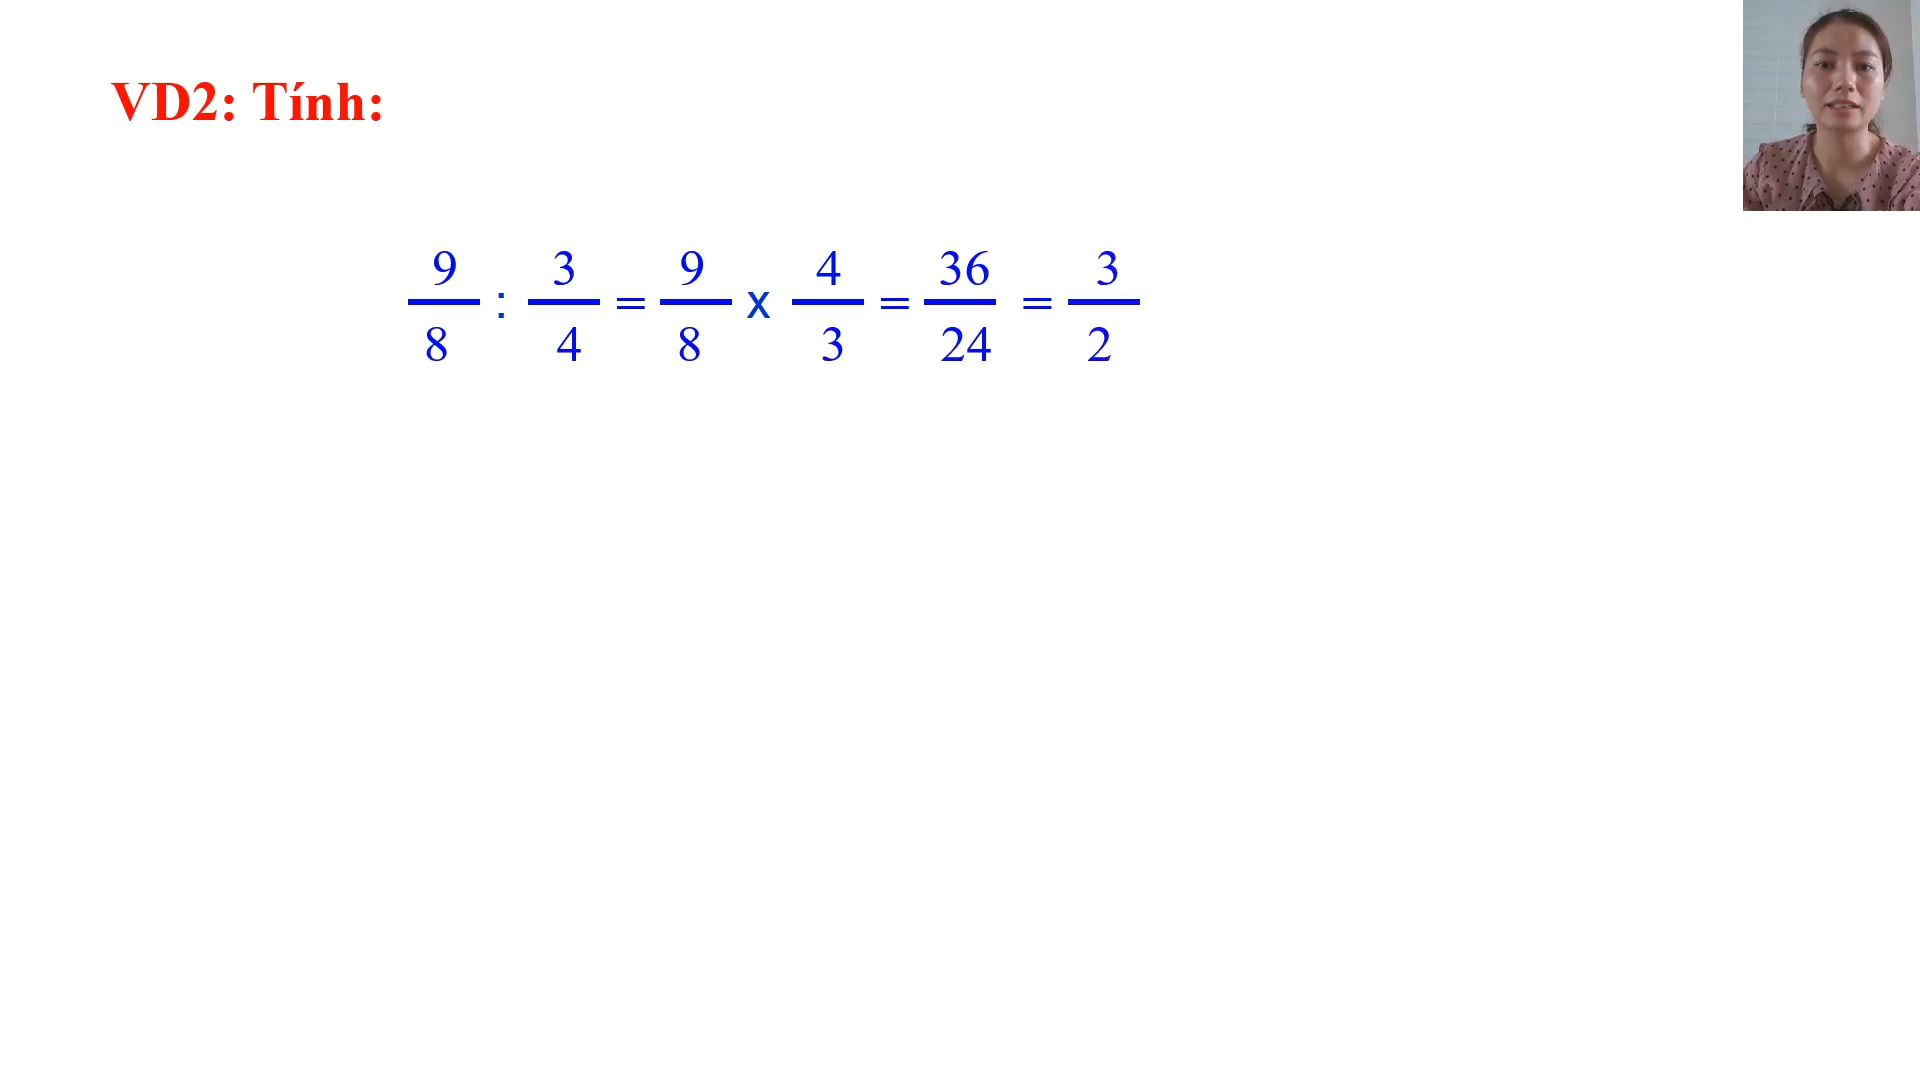 VD2: Tính:
9/8 : 3/4 = 9/8 x 4/3 = 36/24 = 3/2